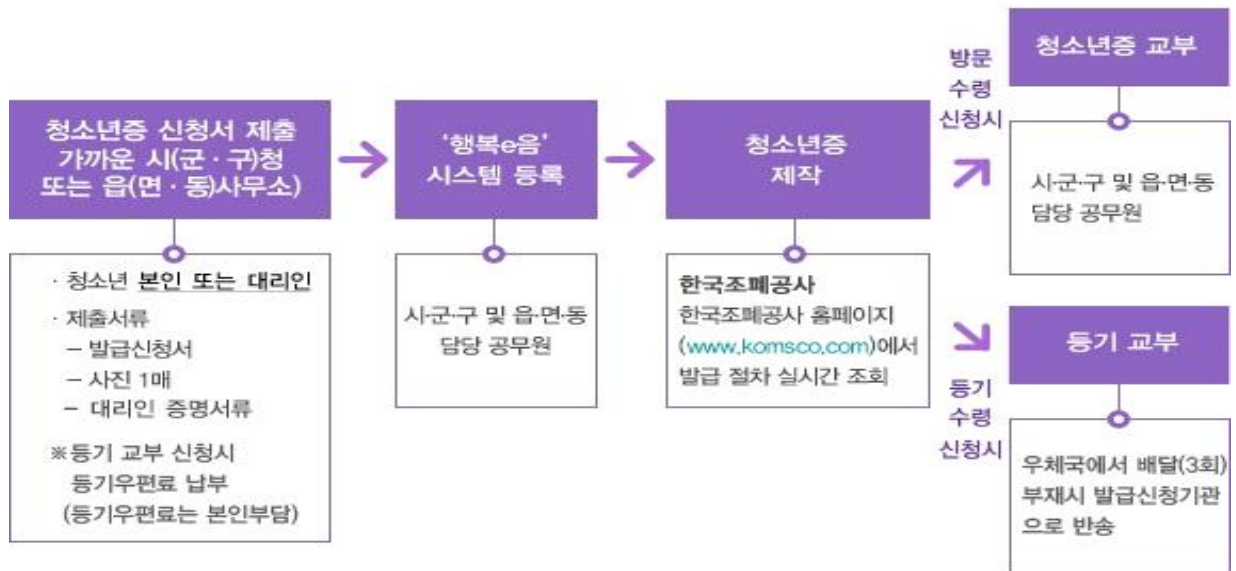 청소년증 신청서 제출
가까운 시(군·구)청
또는 읍(면·동)사무소)
· 청소년 본인 또는 대리인
· 제출서류
– 발급신청서
– 사진 1매
– 대리인 증명서류
※등기 교부 신청시
등기우편료 납부
(등기우편료는 본인부담)
'행복e음'
시스템 등록
시·군·구 및 읍·면·동
담당 공무원
청소년증
제작
한국조폐공사
한국조폐공사 홈페이지
(www.komsco.com)에서
발급 절차 실시간 조회
방문
수령
신청시
청소년증 교부
시·군·구 및 읍·면·동
담당 공무원
등기
수령
신청시
등기 교부
우체국에서 배달(3회)
부재시 발급신청기관
으로 반송